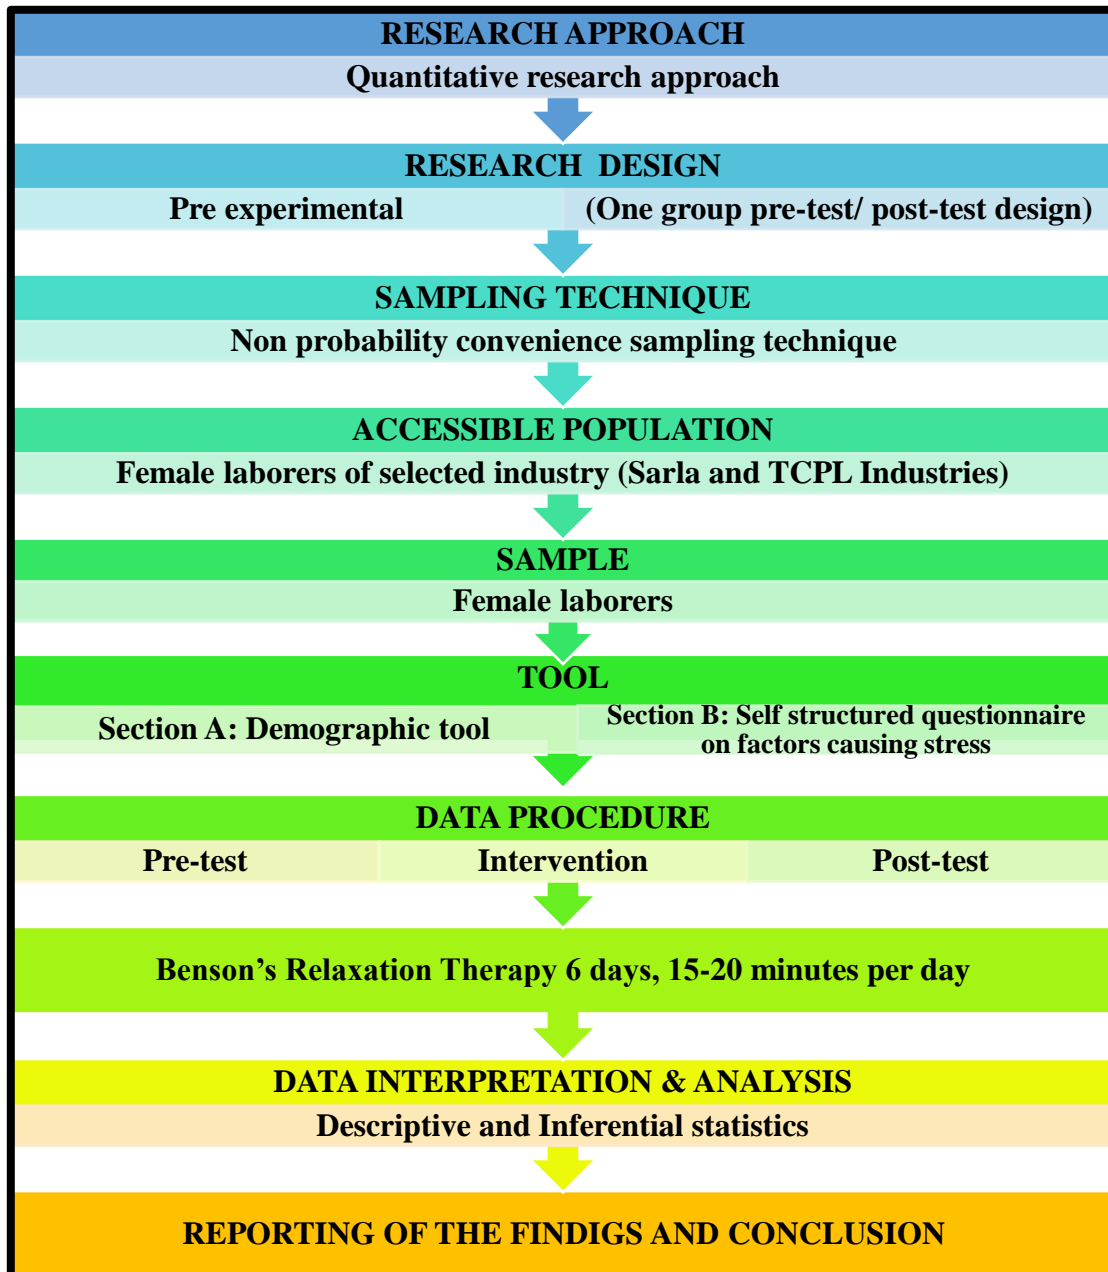 RESEARCH APPROACH
Quantitative research approach
RESEARCH DESIGN
Pre experimental
(One group pre-test/ post-test design)
SAMPLING TECHNIQUE
Non probability convenience sampling technique
ACCESSIBLE POPULATION
Female laborers of selected industry (Sarla and TCPL Industries)
SAMPLE
Female laborers
TOOL
Section A: Demographic tool
Section B: Self structured questionnaire
on factors causing stress
DATA PROCEDURE
Pre-test
Intervention
Post-test
Benson’s Relaxation Therapy 6 days, 15-20 minutes per day
DATA INTERPRETATION & ANALYSIS
Descriptive and Inferential statistics
REPORTING OF THE FINDIGS AND CONCLUSION